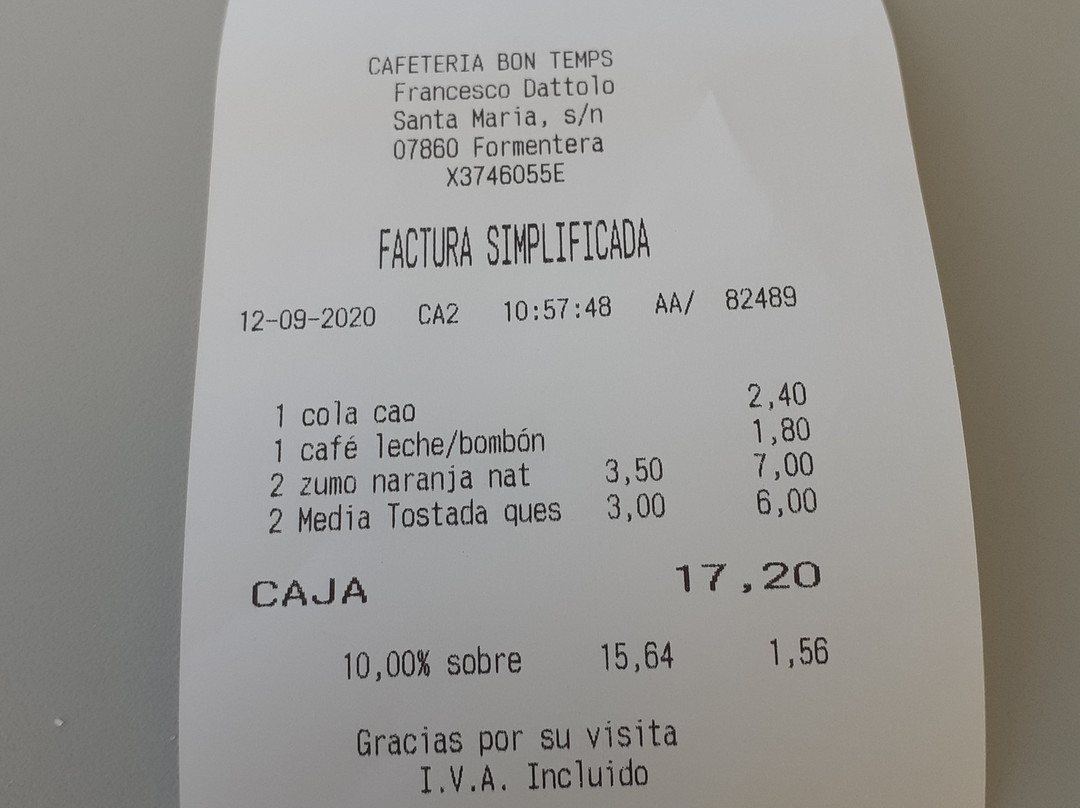 CAFETERIA BON TEMPS
Francesco Dattolo
Santa Maria, s/n
07860 Formentera
X3746055E
FACTURA SIMPLIFICADA
12-09-2020 CA2 10:57:48 AA/ 82489
1 cola cao 2,40
1 café leche/bombón 1,80
2 zumo naranja nat 3,50 7,00
2 Media Tostada ques 3,00 6,00
CAJA 17,20
10,00% sobre 15,64 1,56
Gracias por su visita
I.V.A. Incluido